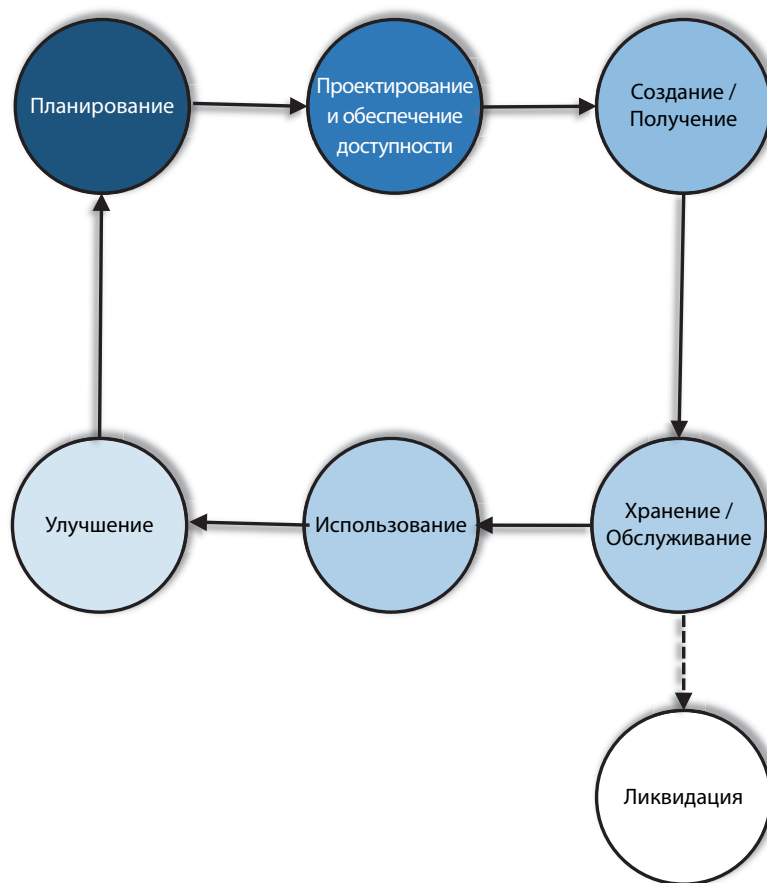 Планирование
Проектирование
и обеспечение
доступности
Создание /
Получение
Улучшение
Использование
Хранение /
Обслуживание
Ликвидация